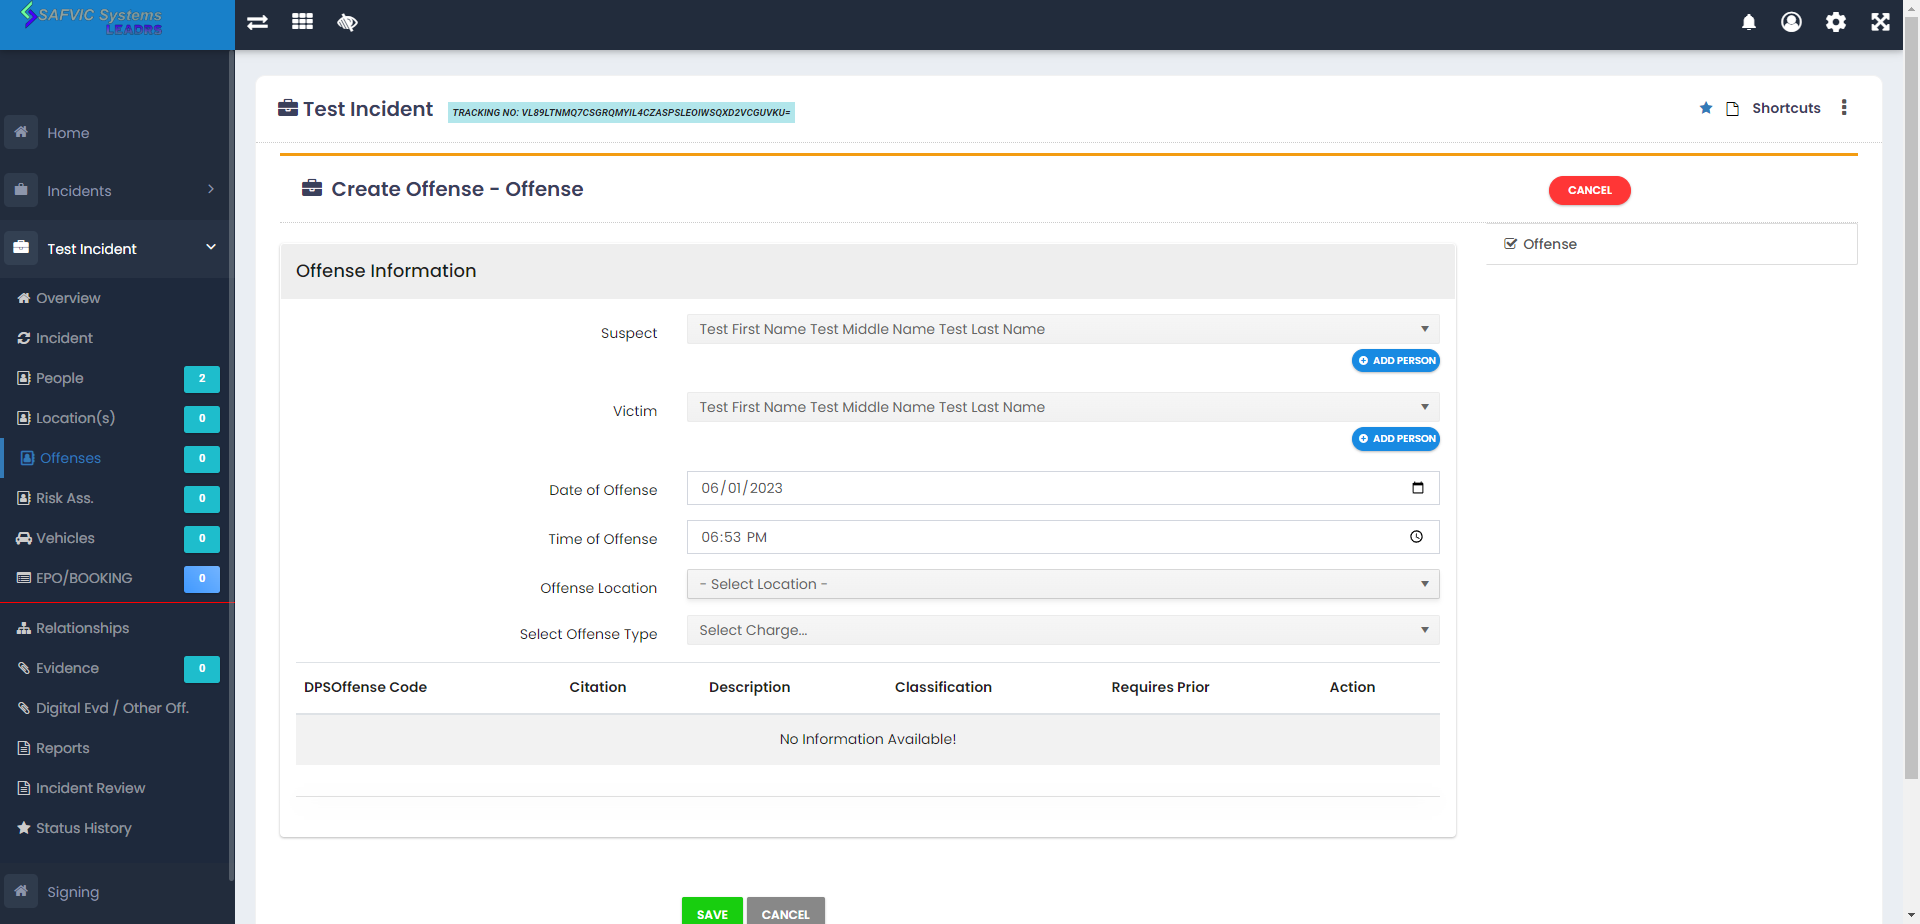 SAFVIC Systems
LEADRS
Home
Incidents
Test Incident
Overview
Incident
People 2
Location(s) 0
Offenses 0
Risk Ass. 0
Vehicles 0
EPO/BOOKING 0
Relationships
Evidence 0
Digital Evd / Other Off.
Reports
Incident Review
Status History
Signing
Test Incident TRACKING NO: VL89LTNMQ7CSGRQMYIL4CZASPSLEOIWSQXD2VCGUVKU=
Shortcuts
Create Offense - Offense
CANCEL
Offense
Offense Information
Suspect Test First Name Test Middle Name Test Last Name
ADD PERSON
Victim Test First Name Test Middle Name Test Last Name
ADD PERSON
Date of Offense 06/01/2023
Time of Offense 06:53 PM
Offense Location - Select Location -
Select Offense Type Select Charge...
DPSOffense Code Citation Description Classification Requires Prior Action
No Information Available!
SAVE CANCEL